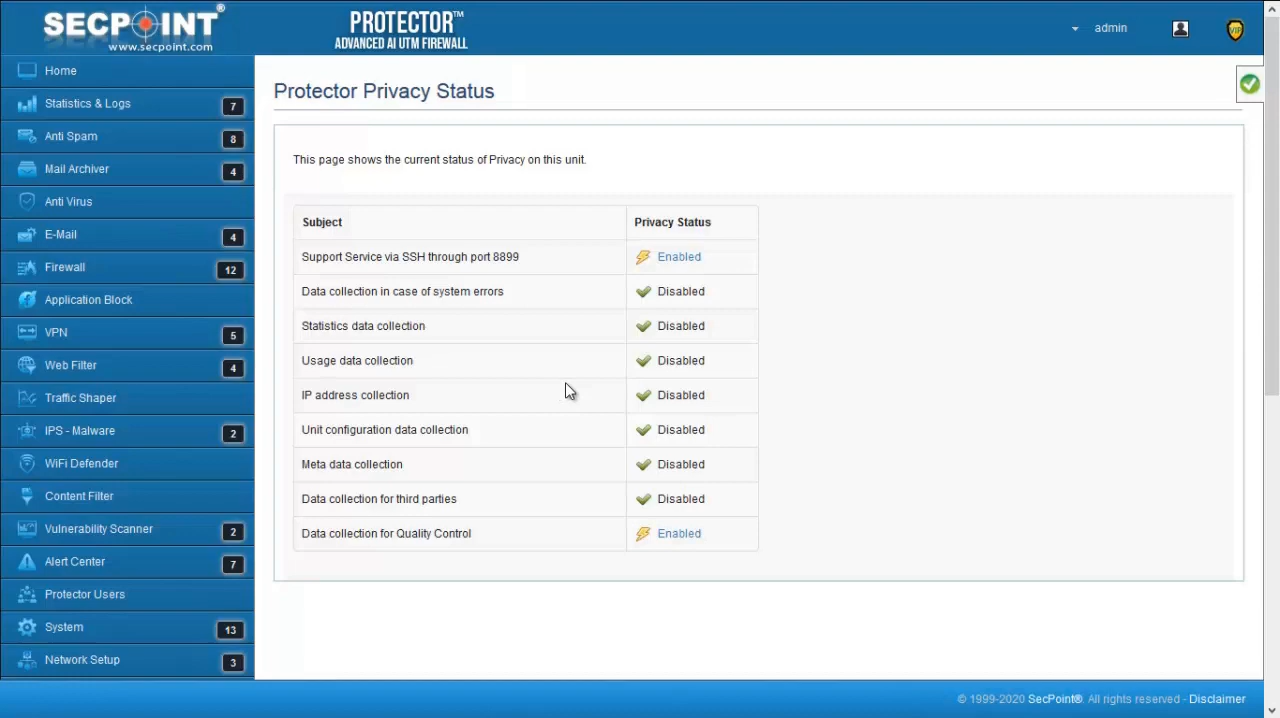 SECPOINT®
www.secpoint.com
PROTECTOR™
ADVANCED AI UTM FIREWALL
admin
VIP
Home
Statistics & Logs 7
Anti Spam 8
Mail Archiver 4
Anti Virus
E-Mail 4
Firewall 12
Application Block
VPN 5
Web Filter 4
Traffic Shaper
IPS - Malware 2
WiFi Defender
Content Filter
Vulnerability Scanner 2
Alert Center 7
Protector Users
System 13
Network Setup 3
Protector Privacy Status
This page shows the current status of Privacy on this unit.
Subject Privacy Status
Support Service via SSH through port 8899 Enabled
Data collection in case of system errors Disabled
Statistics data collection Disabled
Usage data collection Disabled
IP address collection Disabled
Unit configuration data collection Disabled
Meta data collection Disabled
Data collection for third parties Disabled
Data collection for Quality Control Enabled
© 1999-2020 SecPoint®. All rights reserved - Disclaimer